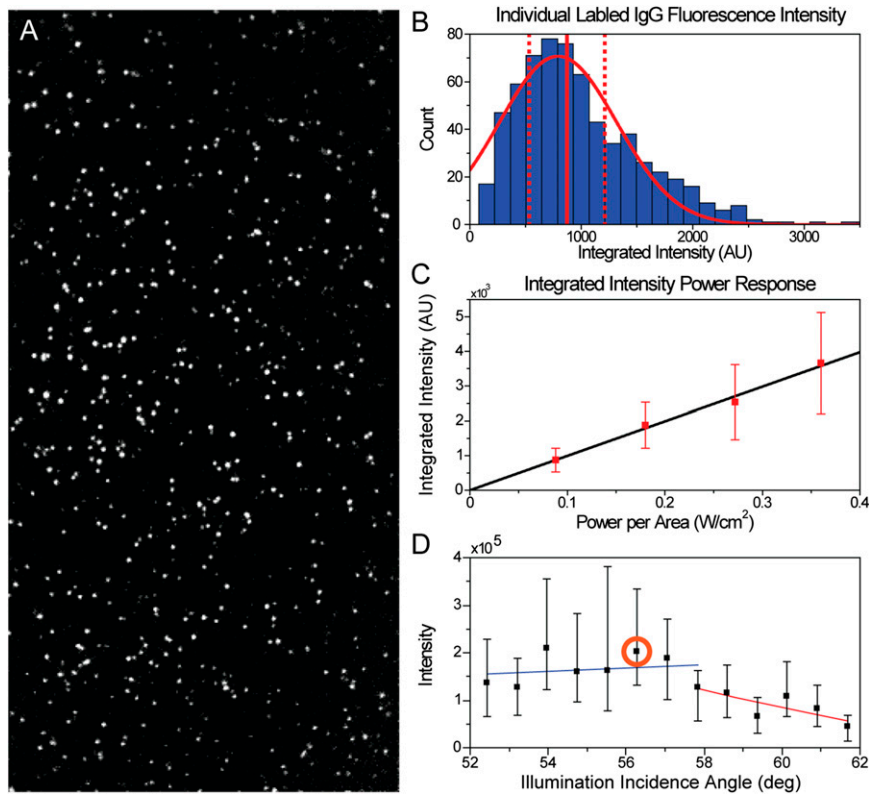 A
B
Individual Labled IgG Fluorescence Intensity
80
60
40
20
0
Count
0 1000 2000 3000
Integrated Intensity (AU)
C
Integrated Intensity Power Response
x10³
5
4
3
2
1
0
Integrated Intensity (AU)
0.1 0.2 0.3 0.4
Power per Area (W/cm²)
D
x10⁵
4
3
2
1
0
Intensity
52 54 56 58 60 62
Illumination Incidence Angle (deg)